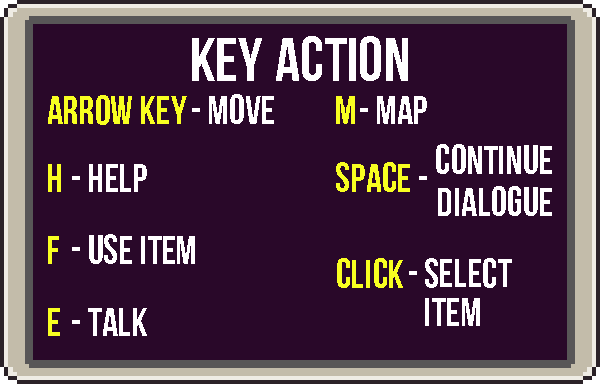 KEY ACTION
ARROW KEY - MOVE
H - HELP
F - USE ITEM
E - TALK
M - MAP
SPACE - CONTINUE
DIALOGUE
CLICK - SELECT
ITEM